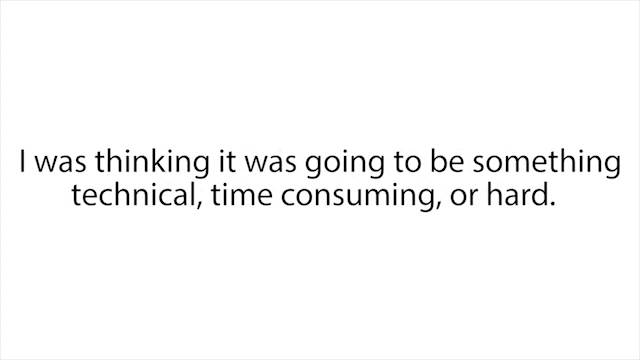 I was thinking it was going to be something
technical, time consuming, or hard.